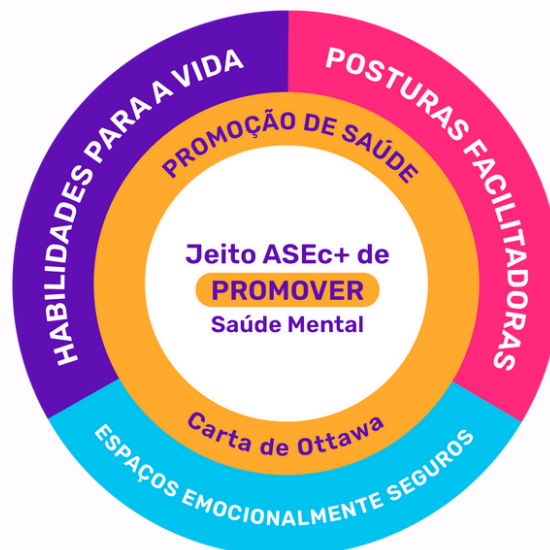 HABILIDADES PARA A VIDA
POSTURAS FACILITADORAS
PROMOÇÃO DE SAÚDE
Jeito ASEc+ de
PROMOVER
Saúde Mental
Carta de Ottawa
ESPAÇOS EMOCIONALMENTE SEGUROS